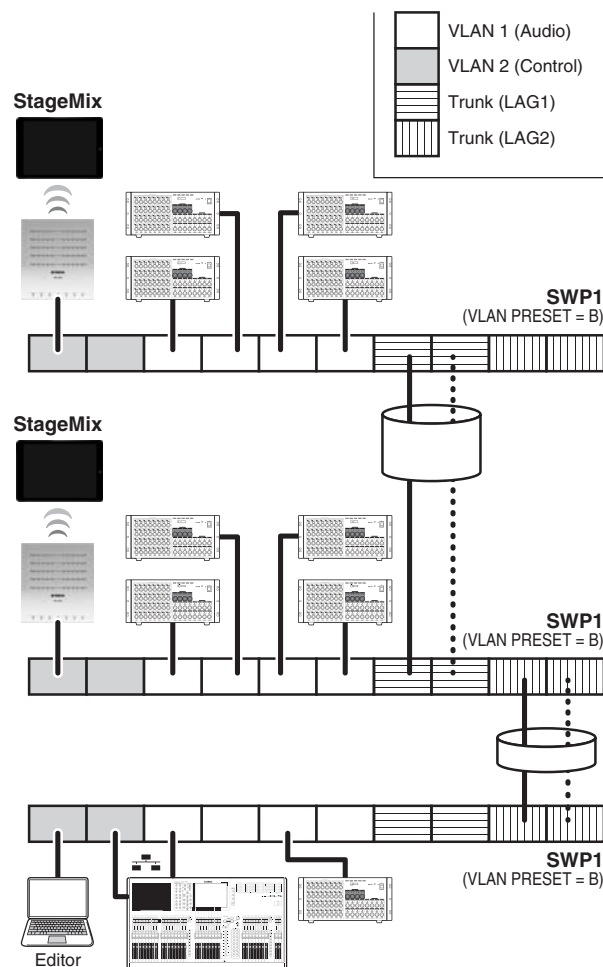 VLAN 1 (Audio)
VLAN 2 (Control)
Trunk (LAG1)
Trunk (LAG2)
StageMix
SWP1
(VLAN PRESET = B)
StageMix
SWP1
(VLAN PRESET = B)
SWP1
(VLAN PRESET = B)
Editor